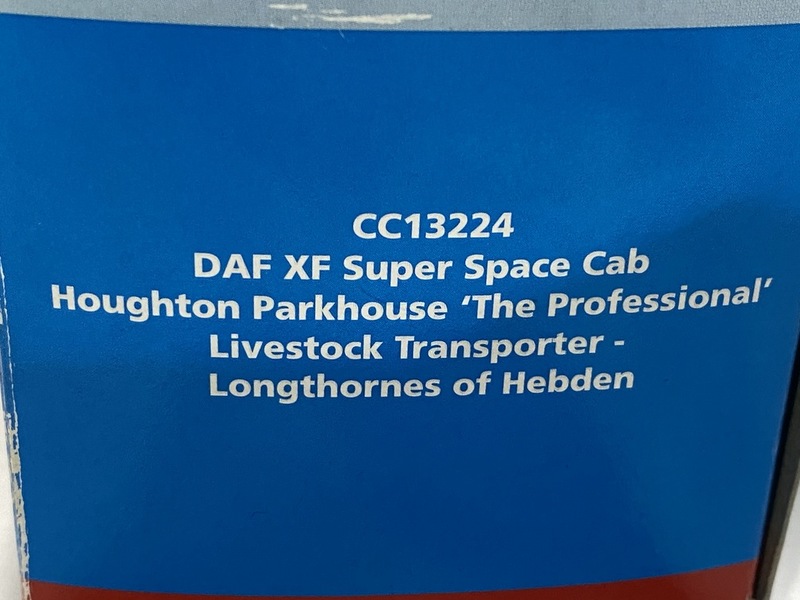 CC13224
DAF XF Super Space Cab
Houghton Parkhouse ‘The Professional’
Livestock Transporter -
Longthornes of Hebden